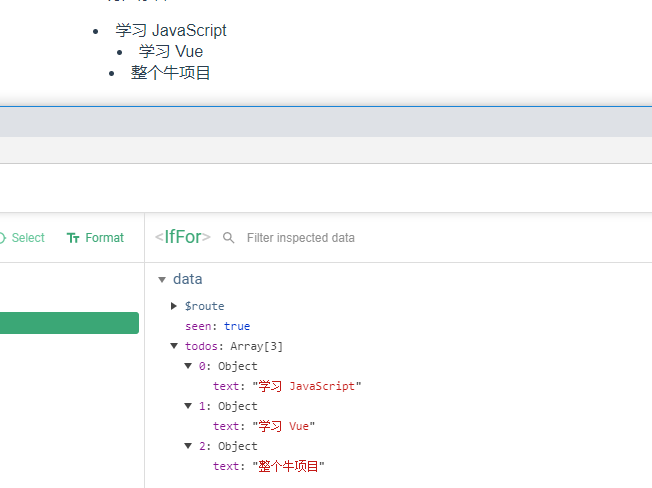 学习 JavaScript
学习 Vue
整个牛项目
Select
Format
<IfFor>
Filter inspected data
data
$route
seen: true
todos: Array[3]
0: Object
text: "学习 JavaScript"
1: Object
text: "学习 Vue"
2: Object
text: "整个牛项目"